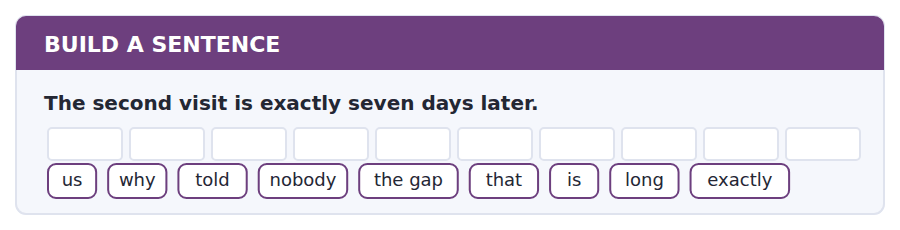 BUILD A SENTENCE
The second visit is exactly seven days later.
us why told nobody the gap that is long exactly